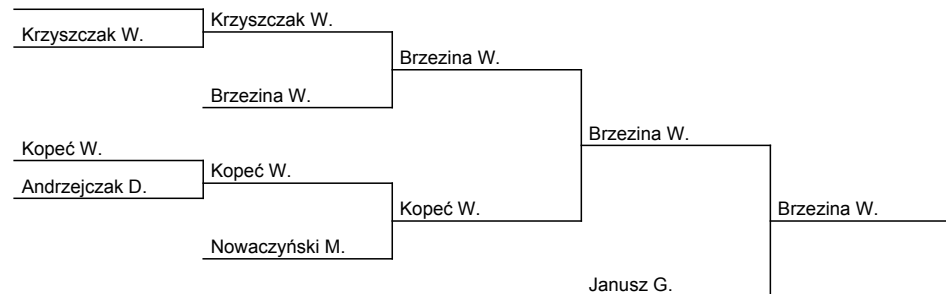 Krzyszczak W.
Krzyszczak W.
Brzezina W.
Brzezina W.
Brzezina W.
Kopeć W.
Kopeć W.
Andrzejczak D.
Kopeć W.
Brzezina W.
Nowaczyński M.
Janusz G.